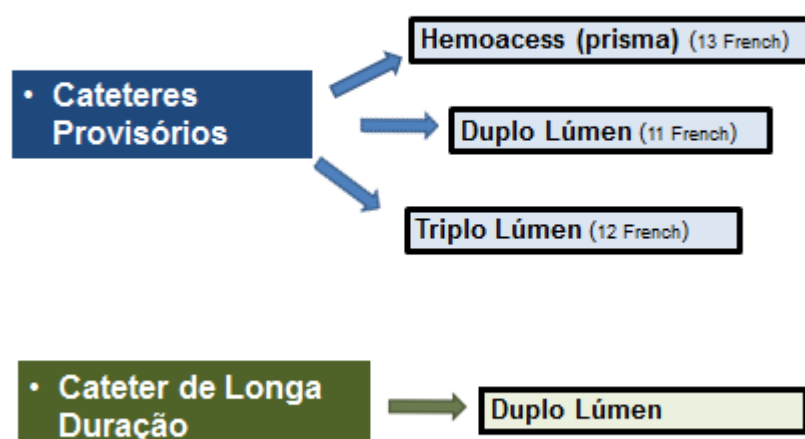 Hemoacess (prisma) (13 French)
• Cateteres
Provisórios
Duplo Lúmen (11 French)
Triplo Lúmen (12 French)
• Cateter de Longa
Duração
Duplo Lúmen